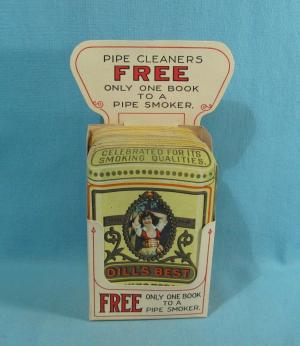 PIPE CLEANERS
FREE
ONLY ONE BOOK
TO A
PIPE SMOKER.
CELEBRATED FOR ITS
SMOKING QUALITIES.
DILL'S BEST
FREE ONLY ONE BOOK
TO A
PIPE SMOKER.